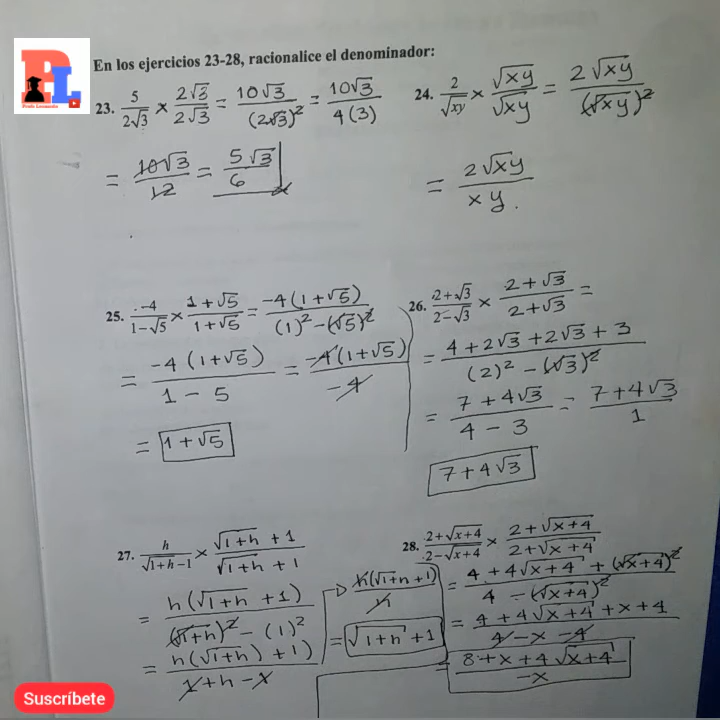 PL
Profe Leonardo
En los ejercicios 23-28, racionalice el denominador:
23. 5/(2√3) × (2√3)/(2√3) = (10√3)/(2√3)² = (10√3)/(4(3))
= (10√3)/12 = (5√3)/6
24. 2/√xy × √xy/√xy = (2√xy)/(√xy)²
= (2√xy)/(xy).
25. -4/(1-√5) × (1+√5)/(1+√5) = (-4(1+√5))/((1)²-(√5)²)
= (-4(1+√5))/(1-5) = (-4(1+√5))/(-4)
= 1+√5
26. (2+√3)/(2-√3) × (2+√3)/(2+√3) =
= (4+2√3+2√3+3)/((2)²-(√3)²)
= (7+4√3)/(4-3) = (7+4√3)/1
7+4√3
27. h/(√(1+h)-1) × (√(1+h)+1)/(√(1+h)+1)
= (h(√(1+h)+1))/((√(1+h))²-(1)²)
= (h(√(1+h))+1))/(1+h-1)
(h(√(1+h)+1))/h
= √(1+h)+1
28. (2+√(x+4))/(2-√(x+4)) × (2+√(x+4))/(2+√(x+4))
= (4+4√(x+4)+(√(x+4))²)/(4-(√(x+4))²)
= (4+4√(x+4)+x+4)/(4-x-4)
= (8+x+4√(x+4))/(-x)
Suscríbete